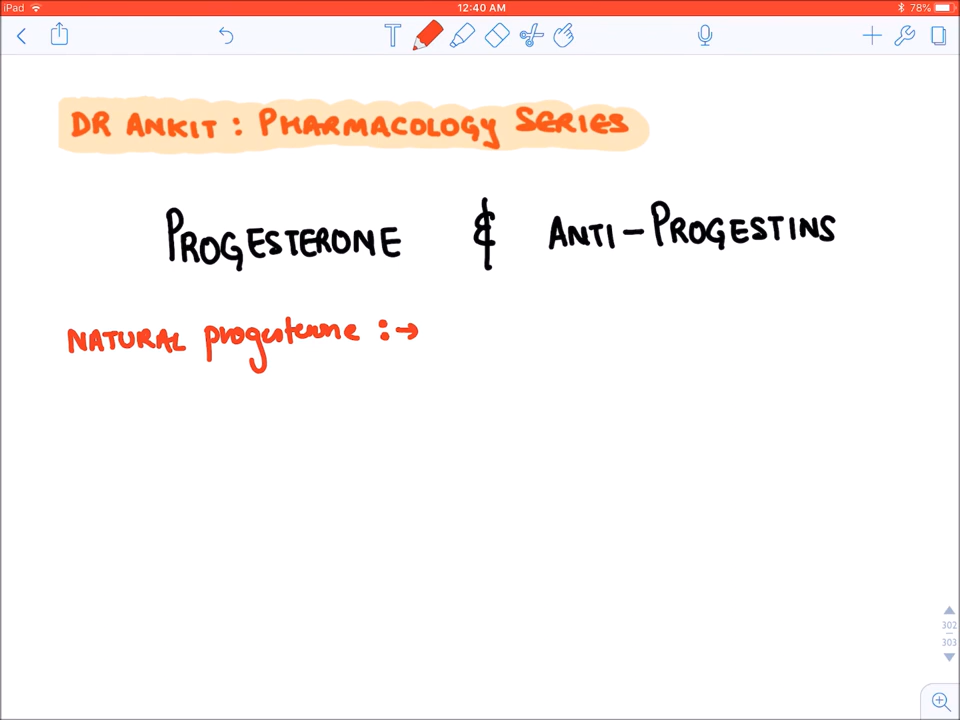 iPad 12:40 AM 78%
T
DR ANKIT : PHARMACOLOGY SERIES
PROGESTERONE & ANTI-PROGESTINS
NATURAL progesterone :→
302
303